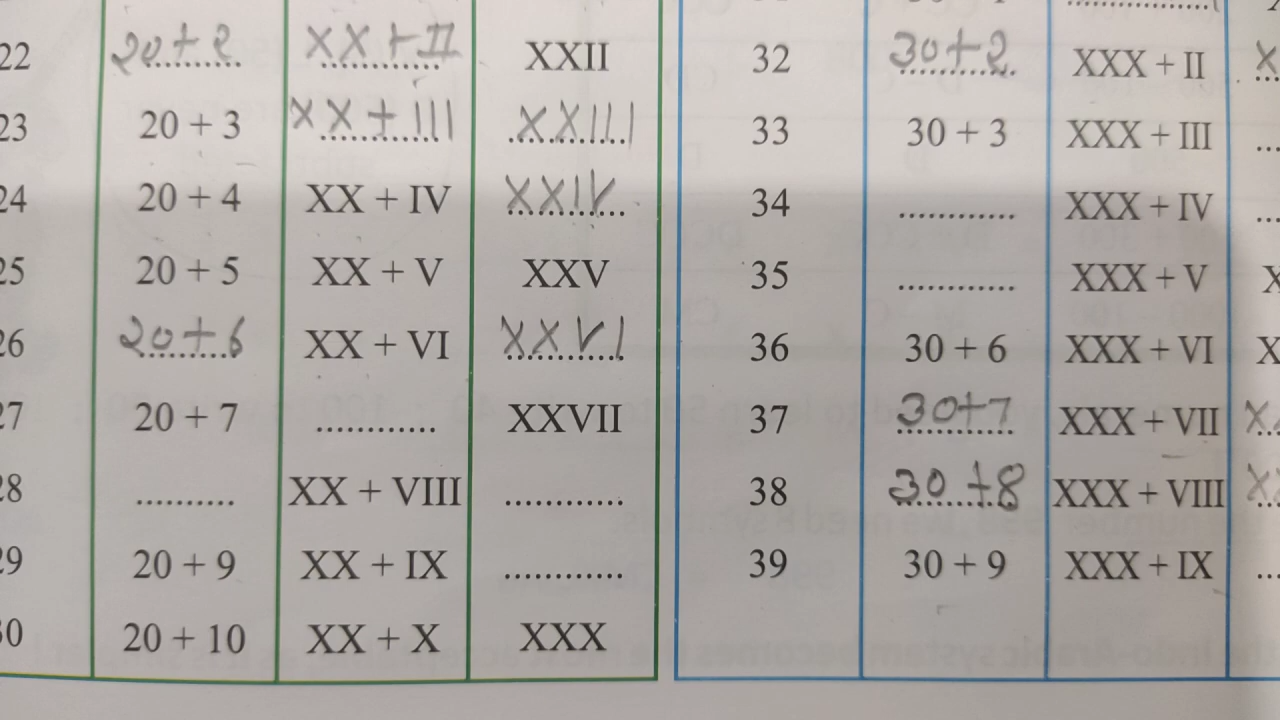 22 20 + 2 XX + II XXII 32 30 + 2 XXX + II X
23 20 + 3 XX + III XXIII 33 30 + 3 XXX + III ...
24 20 + 4 XX + IV XXIV 34 ............ XXX + IV ...
25 20 + 5 XX + V XXV 35 ............ XXX + V X
26 20 + 6 XX + VI XXVI 36 30 + 6 XXX + VI X
27 20 + 7 ............ XXVII 37 30 + 7 XXX + VII X
28 .......... XX + VIII ............ 38 30 + 8 XXX + VIII X
29 20 + 9 XX + IX ............ 39 30 + 9 XXX + IX ...
30 20 + 10 XX + X XXX